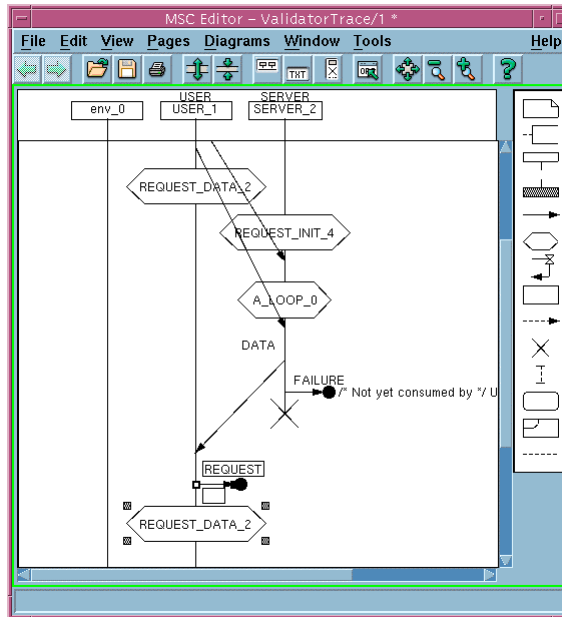 MSC Editor – ValidatorTrace/1 *
File Edit View Pages Diagrams Window Tools Help
TXT
USER SERVER
env_0 USER_1 SERVER_2
REQUEST_DATA_2
REQUEST_INIT_4
A_LOOP_0
DATA
FAILURE
/* Not yet consumed by */ U
REQUEST
REQUEST_DATA_2